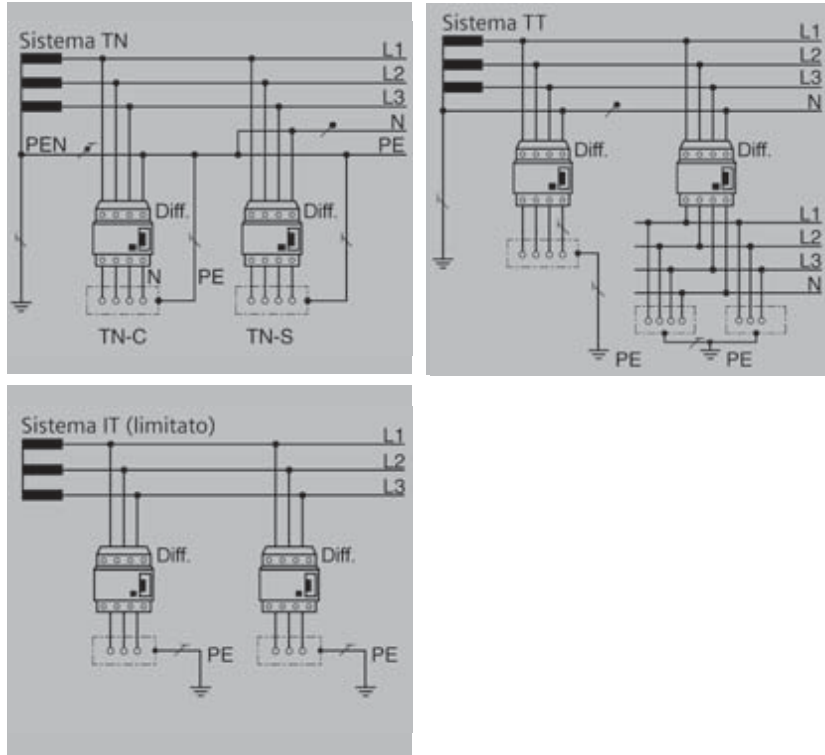 Sistema TN
L1
L2
L3
N
PEN
PE
Diff.
Diff.
N
PE
TN-C
TN-S
Sistema TT
L1
L2
L3
N
Diff.
Diff.
L1
L2
L3
N
PE
PE
Sistema IT (limitato)
L1
L2
L3
Diff.
Diff.
PE
PE